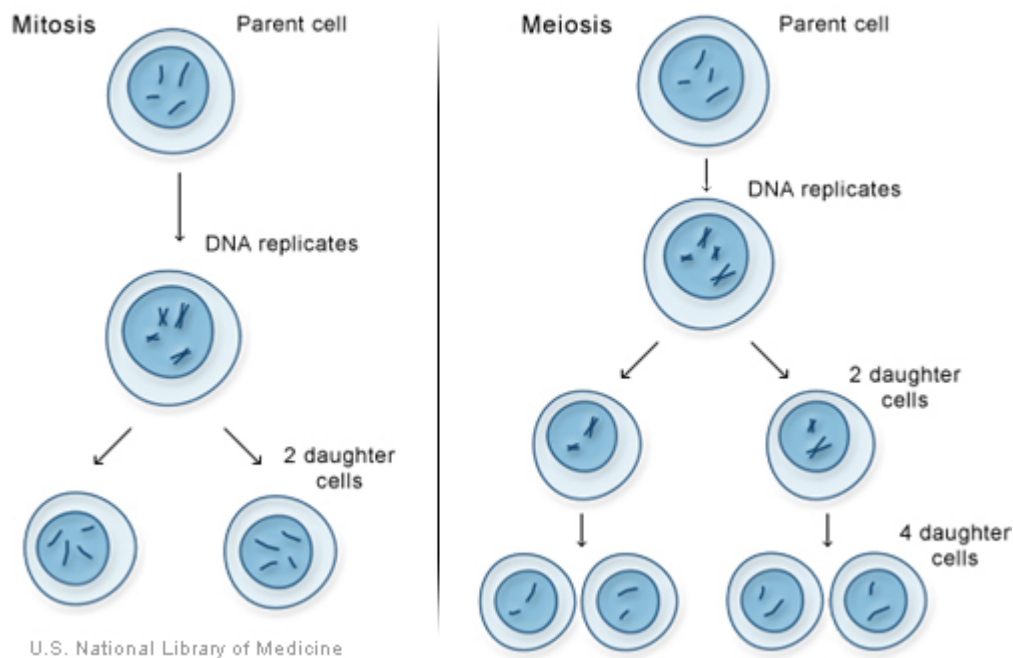 Mitosis
Parent cell
DNA replicates
2 daughter
cells
U.S. National Library of Medicine
Meiosis
Parent cell
DNA replicates
2 daughter
cells
4 daughter
cells